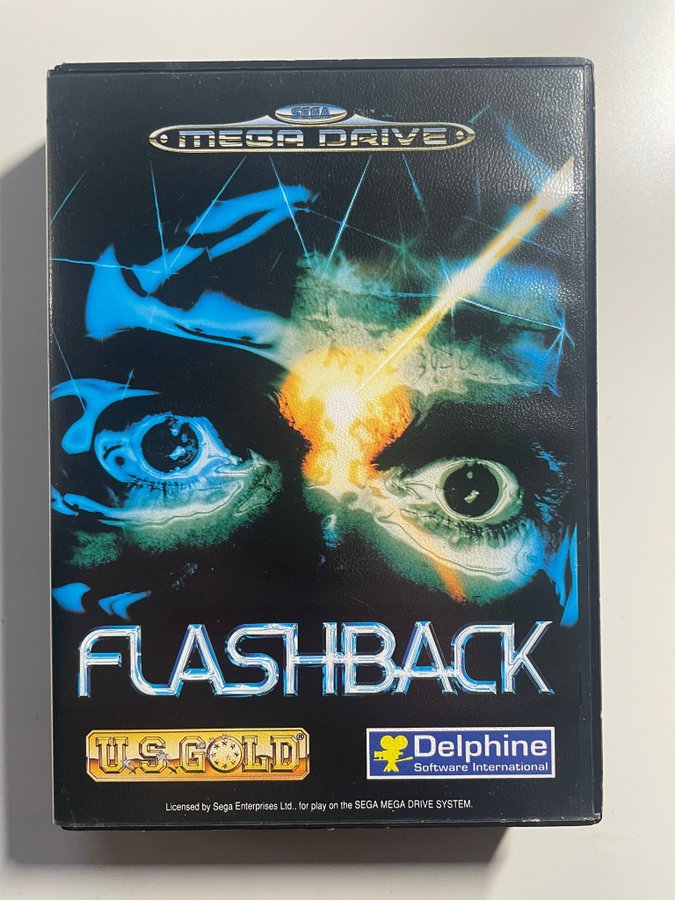 SEGA
MEGA DRIVE
FLASHBACK
U.S. GOLD®
Delphine
Software International
Licensed by Sega Enterprises Ltd., for play on the SEGA MEGA DRIVE SYSTEM.